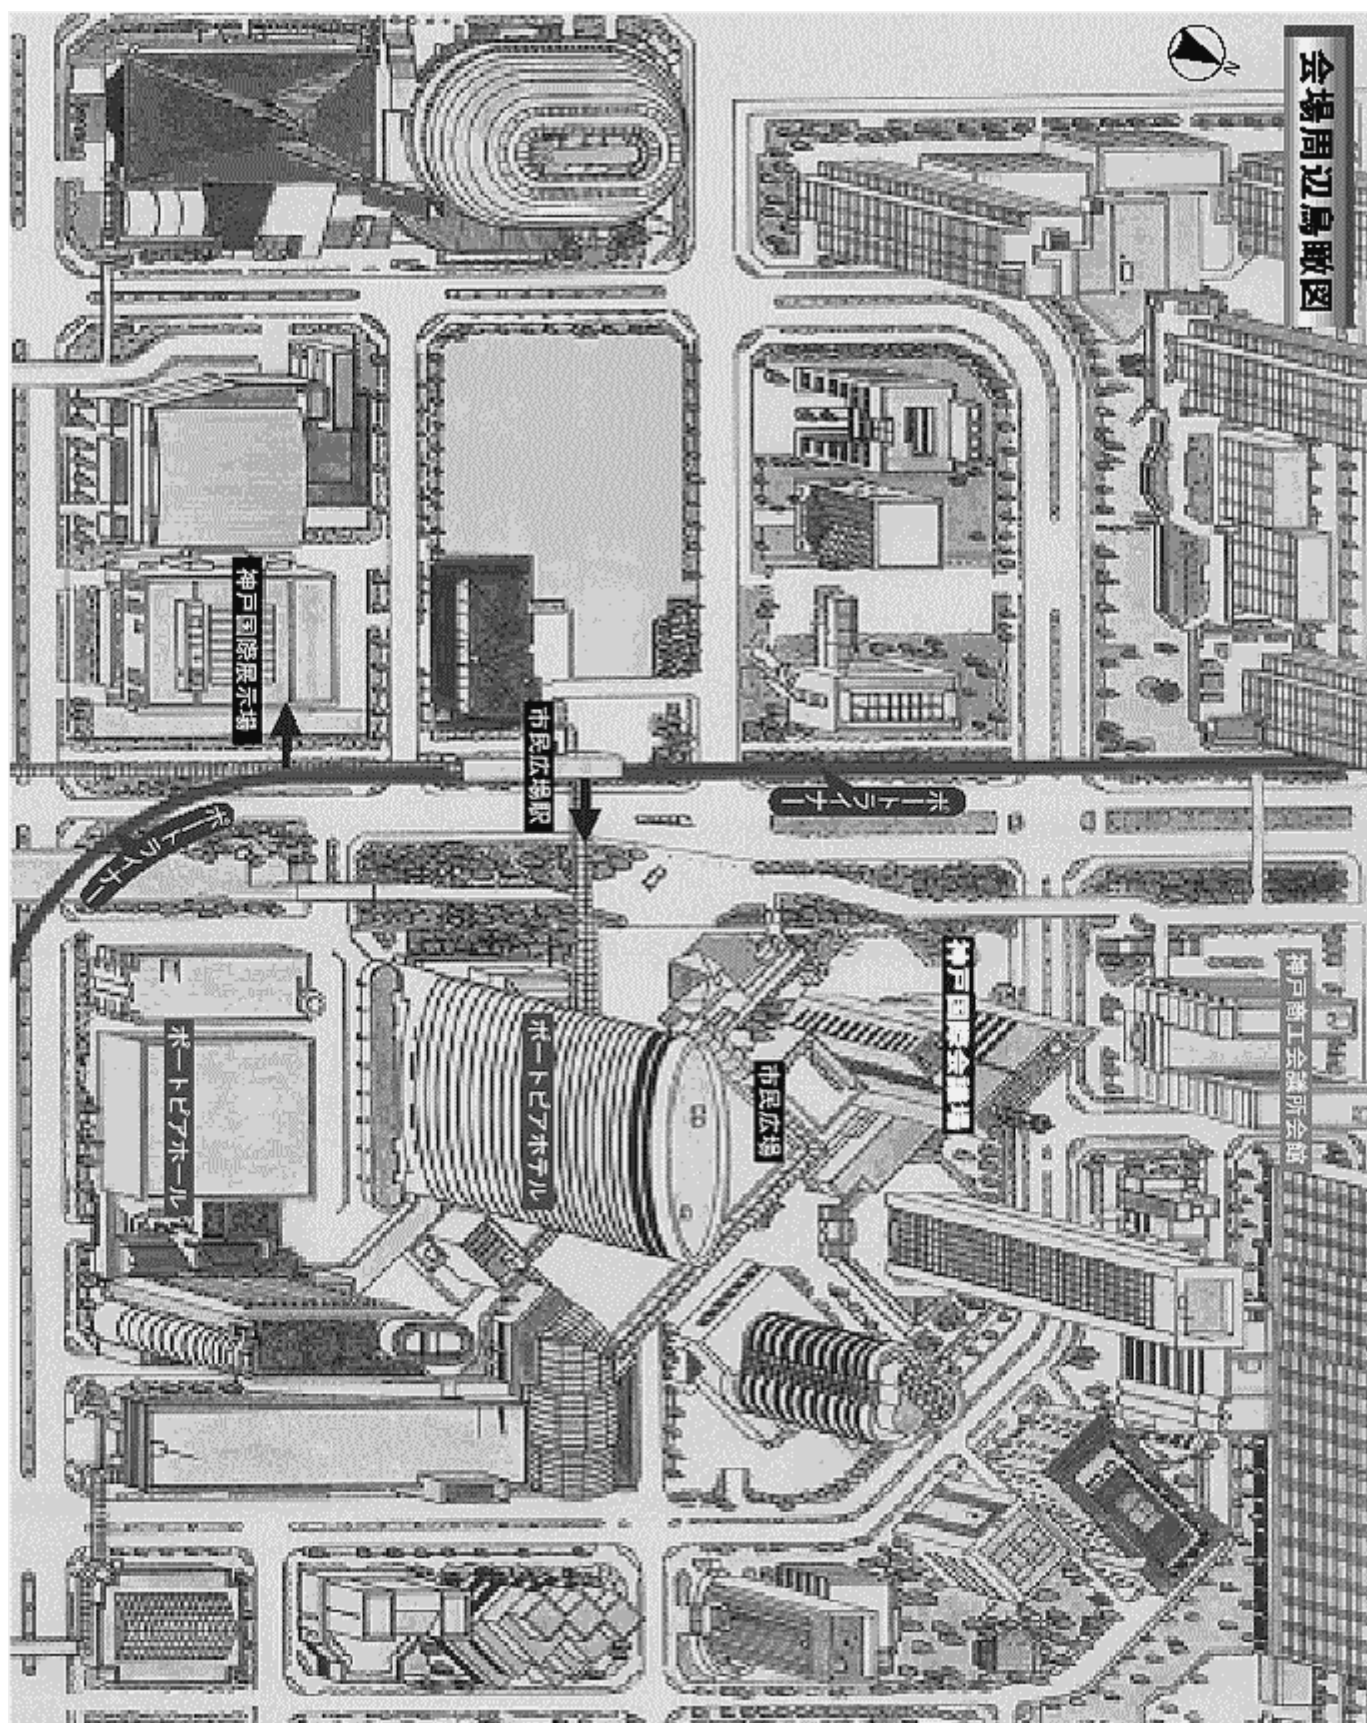 会場周辺鳥瞰図
N
神戸国際展示場
市民広場駅
ポートライナー
ポートライナー
神戸国際会議場
神戸商工会議所会館
市民広場
ポートピアホテル
ポートピアホール